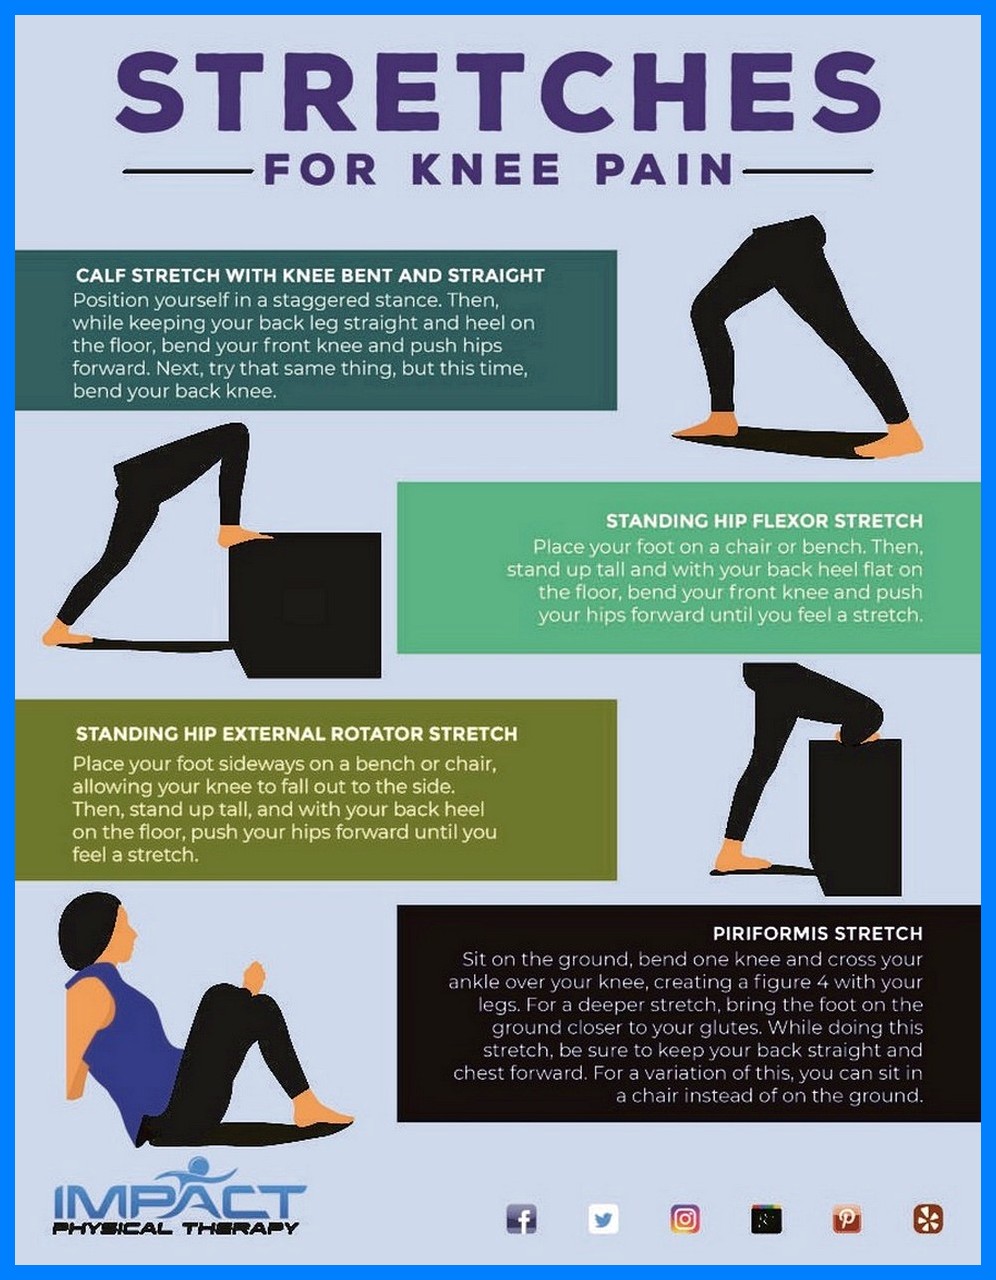 STRETCHES
FOR KNEE PAIN
CALF STRETCH WITH KNEE BENT AND STRAIGHT
Position yourself in a staggered stance. Then,
while keeping your back leg straight and heel on
the floor, bend your front knee and push hips
forward. Next, try that same thing, but this time,
bend your back knee.
STANDING HIP FLEXOR STRETCH
Place your foot on a chair or bench. Then,
stand up tall and with your back heel flat on
the floor, bend your front knee and push
your hips forward until you feel a stretch.
STANDING HIP EXTERNAL ROTATOR STRETCH
Place your foot sideways on a bench or chair,
allowing your knee to fall out to the side.
Then, stand up tall, and with your back heel
on the floor, push your hips forward until you
feel a stretch.
PIRIFORMIS STRETCH
Sit on the ground, bend one knee and cross your
ankle over your knee, creating a figure 4 with your
legs. For a deeper stretch, bring the foot on the
ground closer to your glutes. While doing this
stretch, be sure to keep your back straight and
chest forward. For a variation of this, you can sit in
a chair instead of on the ground.
IMPACT
PHYSICAL THERAPY